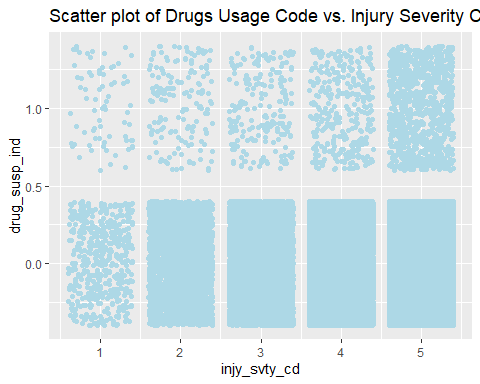 Scatter plot of Drugs Usage Code vs. Injury Severity C
drug_susp_ind
1.0
0.5
0.0
1 2 3 4 5
injy_svty_cd